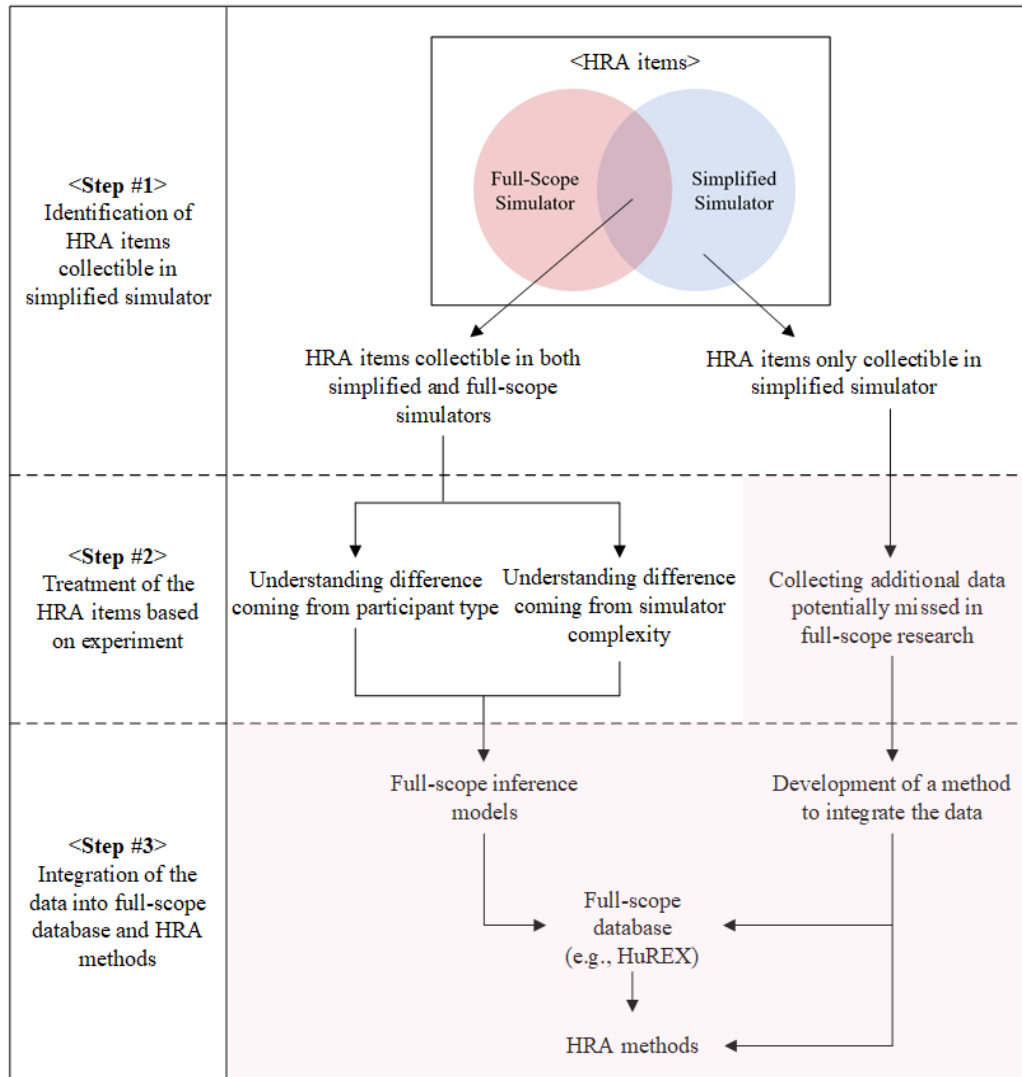 <HRA items>
Full-Scope
Simulator
Simplified
Simulator
<Step #1>
Identification of
HRA items
collectible in
simplified simulator
HRA items collectible in both
simplified and full-scope
simulators
HRA items only collectible in
simplified simulator
<Step #2>
Treatment of the
HRA items based
on experiment
Understanding difference
coming from participant type
Understanding difference
coming from simulator
complexity
Collecting additional data
potentially missed in
full-scope research
<Step #3>
Integration of the
data into full-scope
database and HRA
methods
Full-scope inference
models
Development of a method
to integrate the data
Full-scope
database
(e.g., HuREX)
HRA methods